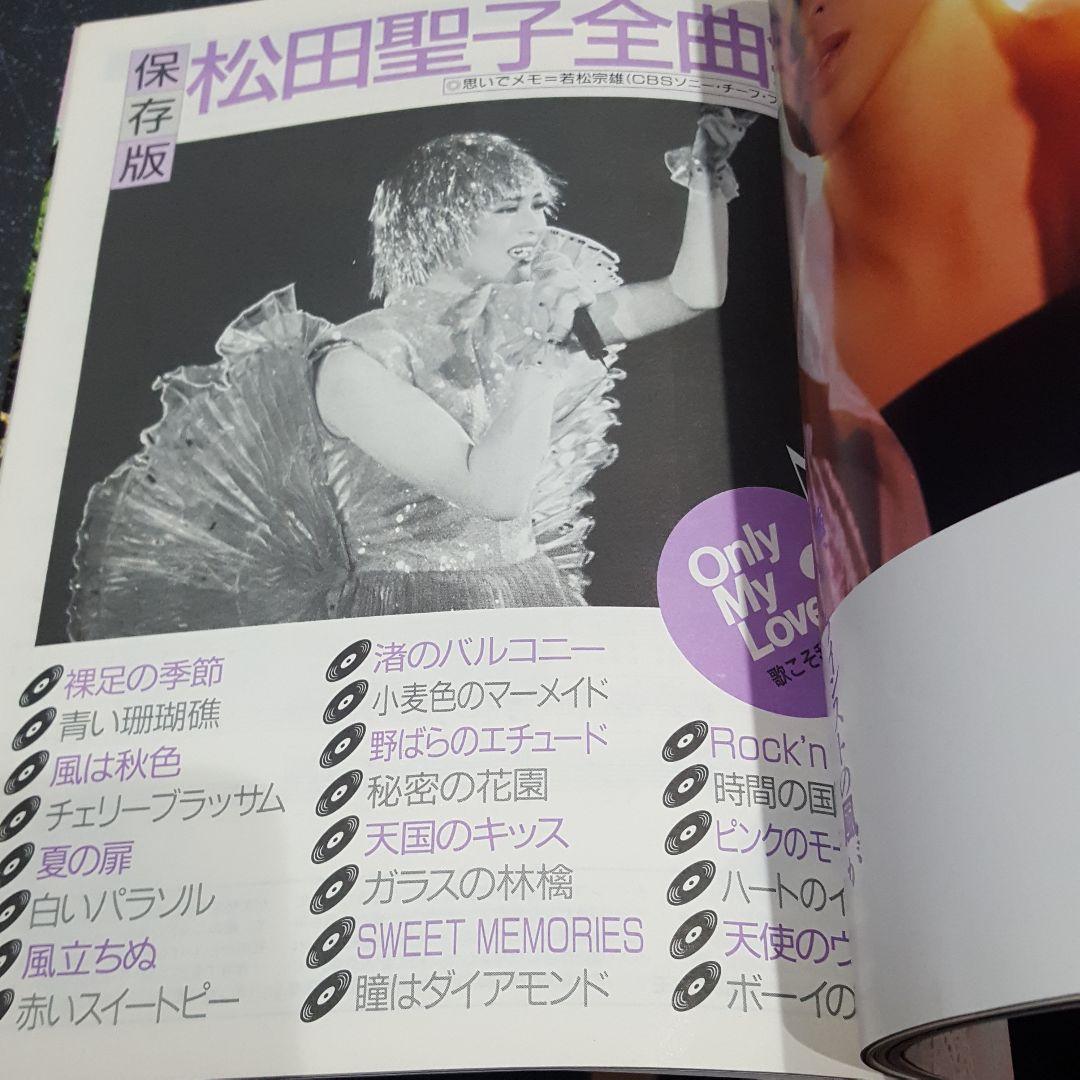 保存版
松田聖子全曲
◎思いでメモ＝若松宗雄(CBSソニー・チーフ・プ
Only
My
Love
歌こそ
裸足の季節
青い珊瑚礁
風は秋色
チェリーブラッサム
夏の扉
白いパラソル
風立ちぬ
赤いスイートピー
渚のバルコニー
小麦色のマーメイド
野ばらのエチュード
秘密の花園
天国のキッス
ガラスの林檎
SWEET MEMORIES
瞳はダイアモンド
Rock'n
時間の国
ピンクのモー
ハートのイ
天使のウ
ボーイの